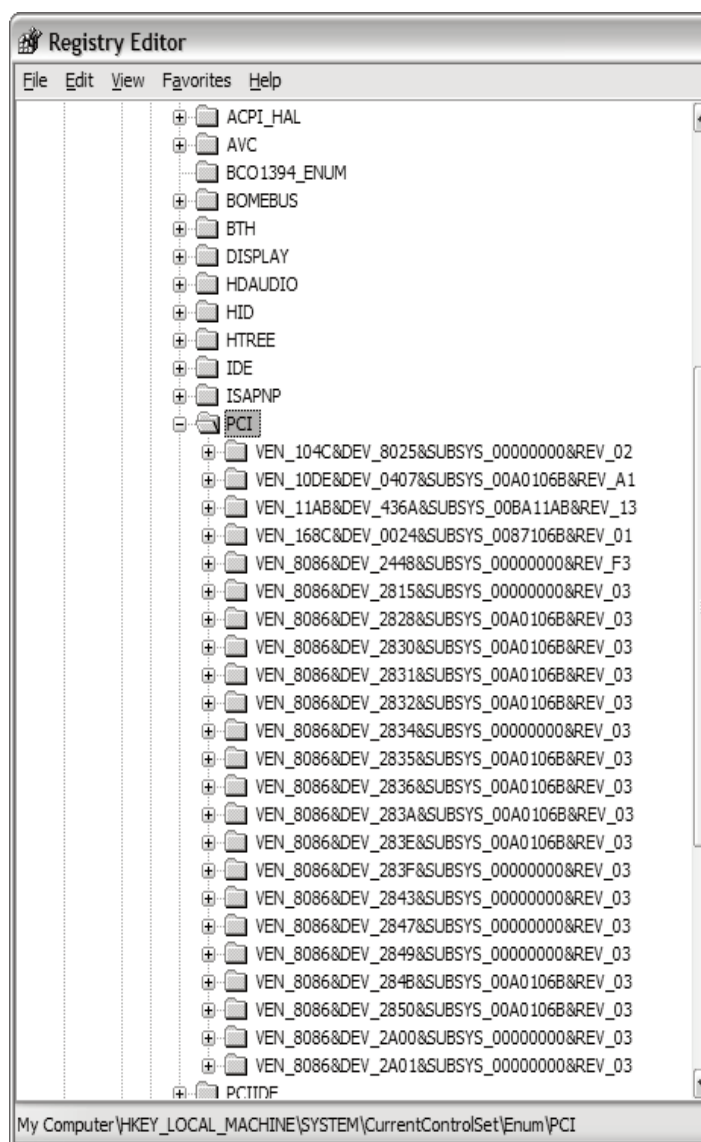 Registry Editor
File Edit View Favorites Help
ACPI_HAL
AVC
BCO1394_ENUM
BOMEBUS
BTH
DISPLAY
HDAUDIO
HID
HTREE
IDE
ISAPNP
PCI
VEN_104C&DEV_8025&SUBSYS_00000000&REV_02
VEN_10DE&DEV_0407&SUBSYS_00A0106B&REV_A1
VEN_11AB&DEV_436A&SUBSYS_00BA11AB&REV_13
VEN_168C&DEV_0024&SUBSYS_0087106B&REV_01
VEN_8086&DEV_2448&SUBSYS_00000000&REV_F3
VEN_8086&DEV_2815&SUBSYS_00000000&REV_03
VEN_8086&DEV_2828&SUBSYS_00A0106B&REV_03
VEN_8086&DEV_2830&SUBSYS_00A0106B&REV_03
VEN_8086&DEV_2831&SUBSYS_00A0106B&REV_03
VEN_8086&DEV_2832&SUBSYS_00A0106B&REV_03
VEN_8086&DEV_2834&SUBSYS_00000000&REV_03
VEN_8086&DEV_2835&SUBSYS_00A0106B&REV_03
VEN_8086&DEV_2836&SUBSYS_00A0106B&REV_03
VEN_8086&DEV_283A&SUBSYS_00A0106B&REV_03
VEN_8086&DEV_283E&SUBSYS_00A0106B&REV_03
VEN_8086&DEV_283F&SUBSYS_00000000&REV_03
VEN_8086&DEV_2843&SUBSYS_00000000&REV_03
VEN_8086&DEV_2847&SUBSYS_00000000&REV_03
VEN_8086&DEV_2849&SUBSYS_00000000&REV_03
VEN_8086&DEV_284B&SUBSYS_00A0106B&REV_03
VEN_8086&DEV_2850&SUBSYS_00A0106B&REV_03
VEN_8086&DEV_2A00&SUBSYS_00000000&REV_03
VEN_8086&DEV_2A01&SUBSYS_00000000&REV_03
PCIIDE
My Computer\HKEY_LOCAL_MACHINE\SYSTEM\CurrentControlSet\Enum\PCI